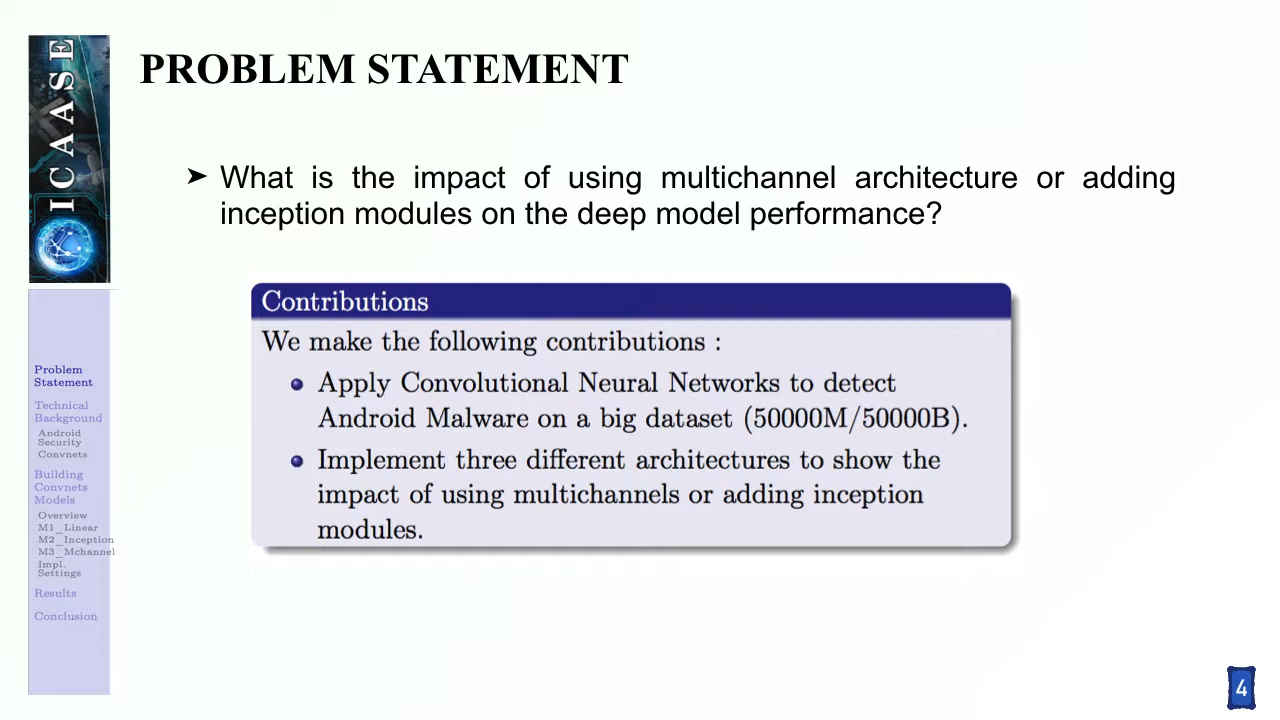 ICAASE
PROBLEM STATEMENT
➤ What is the impact of using multichannel architecture or adding
inception modules on the deep model performance?
Contributions
We make the following contributions :
Apply Convolutional Neural Networks to detect
Android Malware on a big dataset (50000M/50000B).
Implement three different architectures to show the
impact of using multichannels or adding inception
modules.
Problem
Statement
Technical
Background
Android
Security
Convnets
Building
Convnets
Models
Overview
M1_Linear
M2_Inception
M3_Mchannel
Impl.
Settings
Results
Conclusion
4